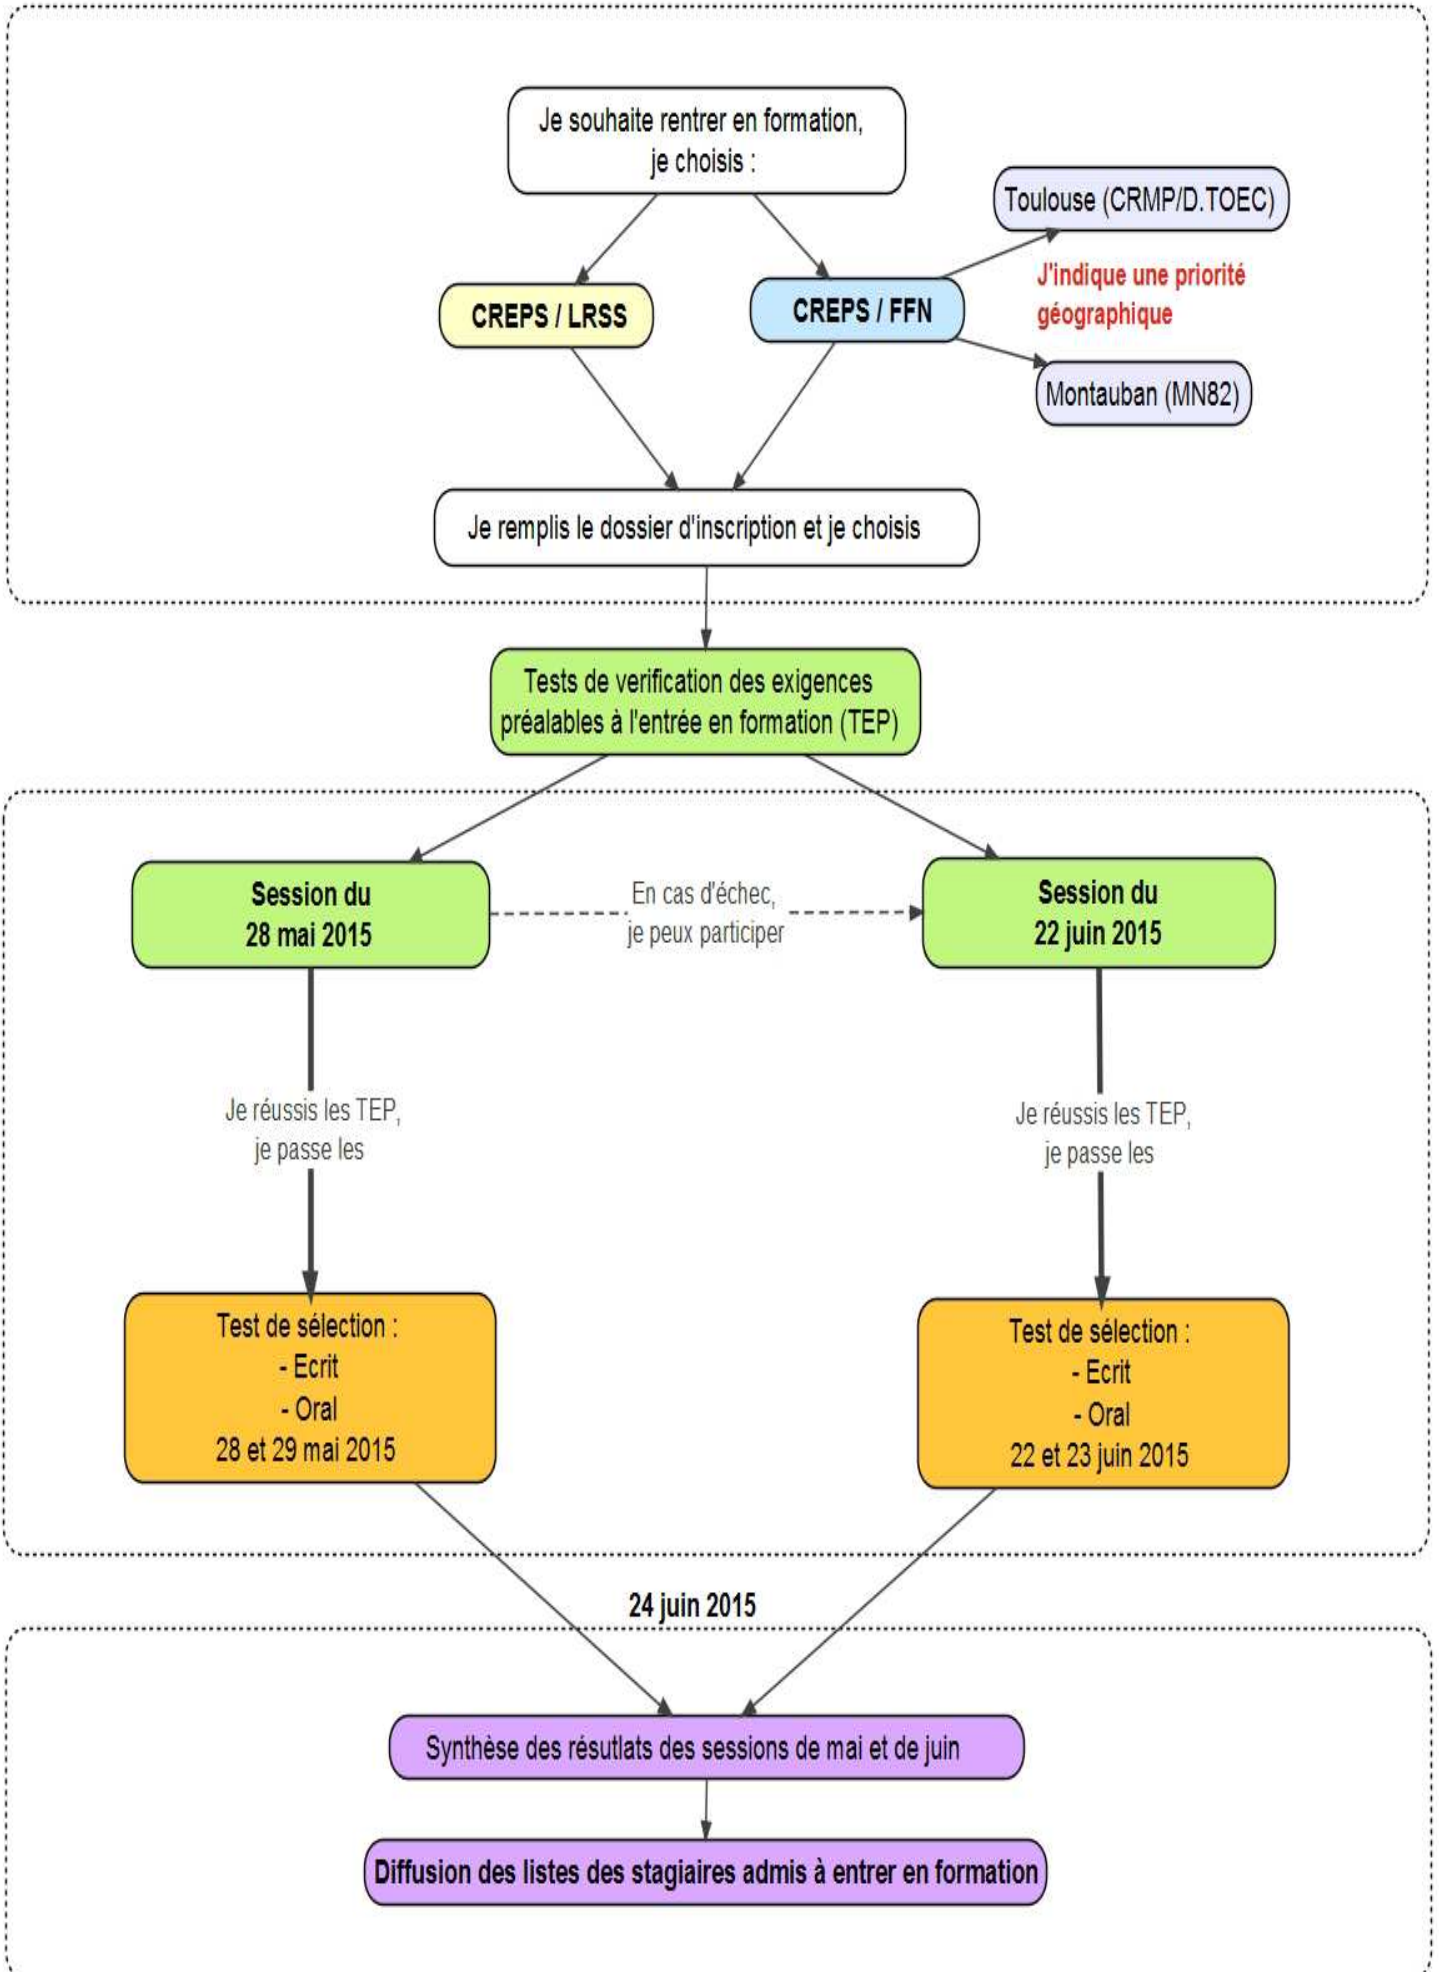 Je souhaite rentrer en formation,
je choisis :
Toulouse (CRMP/D.TOEC)
J'indique une priorité
géographique
CREPS / LRSS
CREPS / FFN
Montauban (MN82)
Je remplis le dossier d'inscription et je choisis
Tests de verification des exigences
préalables à l'entrée en formation (TEP)
Session du
28 mai 2015
En cas d'échec,
je peux participer
Session du
22 juin 2015
Je réussis les TEP,
je passe les
Je réussis les TEP,
je passe les
Test de sélection :
- Ecrit
- Oral
28 et 29 mai 2015
Test de sélection :
- Ecrit
- Oral
22 et 23 juin 2015
24 juin 2015
Synthèse des résutlats des sessions de mai et de juin
Diffusion des listes des stagiaires admis à entrer en formation